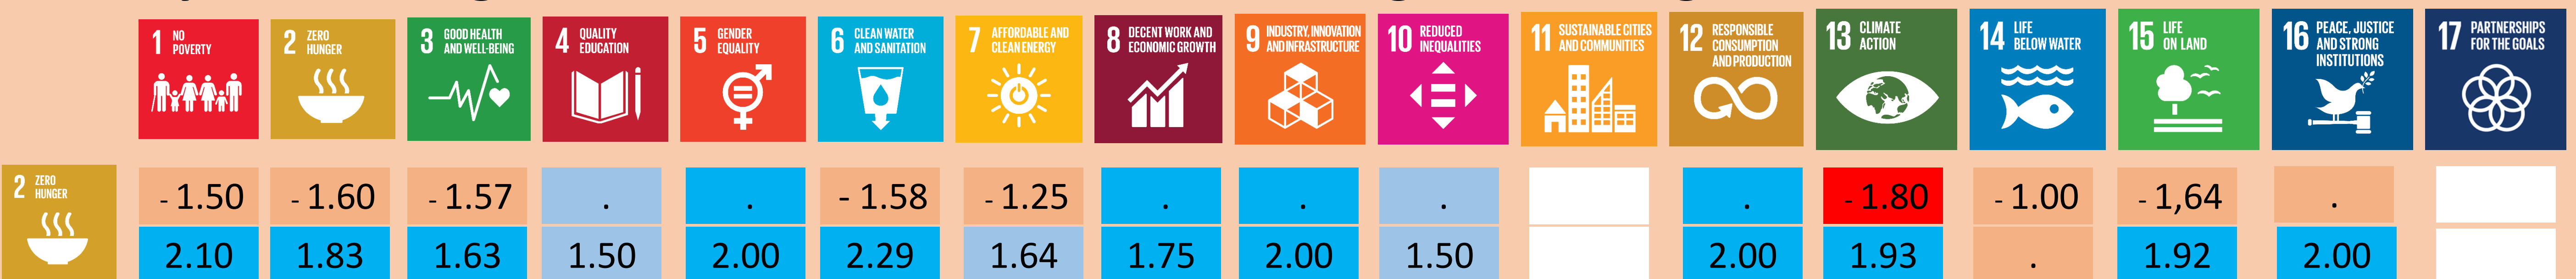 1 NO
POVERTY
2 ZERO
HUNGER
3 GOOD HEALTH
AND WELL-BEING
4 QUALITY
EDUCATION
5 GENDER
EQUALITY
6 CLEAN WATER
AND SANITATION
7 AFFORDABLE AND
CLEAN ENERGY
8 DECENT WORK AND
ECONOMIC GROWTH
9 INDUSTRY, INNOVATION
AND INFRASTRUCTURE
10 REDUCED
INEQUALITIES
11 SUSTAINABLE CITIES
AND COMMUNITIES
12 RESPONSIBLE
CONSUMPTION
AND PRODUCTION
13 CLIMATE
ACTION
14 LIFE
BELOW WATER
15 LIFE
ON LAND
16 PEACE, JUSTICE
AND STRONG
INSTITUTIONS
17 PARTNERSHIPS
FOR THE GOALS
2 ZERO
HUNGER
- 1.50 - 1.60 - 1.57 . . - 1.58 - 1.25 . . . . - 1.80 - 1.00 - 1,64 .
2.10 1.83 1.63 1.50 2.00 2.29 1.64 1.75 2.00 1.50 2.00 1.93 . 1.92 2.00